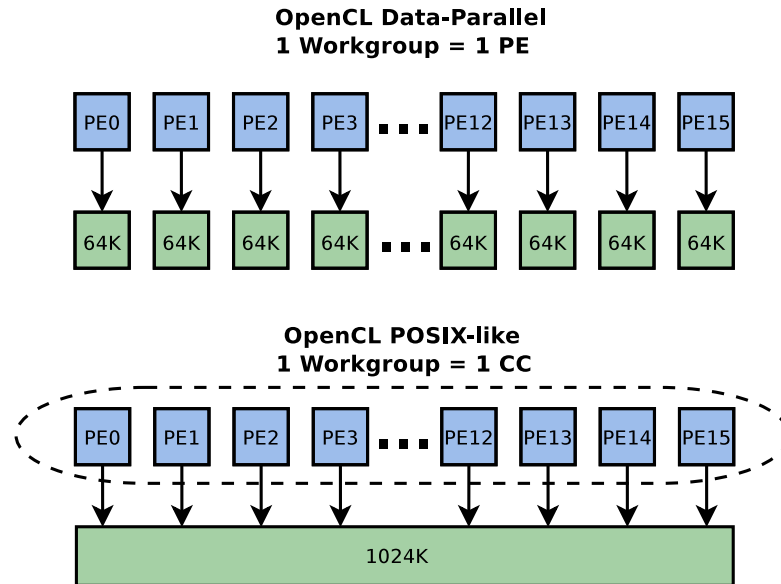 OpenCL Data-Parallel
1 Workgroup = 1 PE
PE0 PE1 PE2 PE3 ... PE12 PE13 PE14 PE15
64K 64K 64K 64K ... 64K 64K 64K 64K
OpenCL POSIX-like
1 Workgroup = 1 CC
PE0 PE1 PE2 PE3 ... PE12 PE13 PE14 PE15
1024K